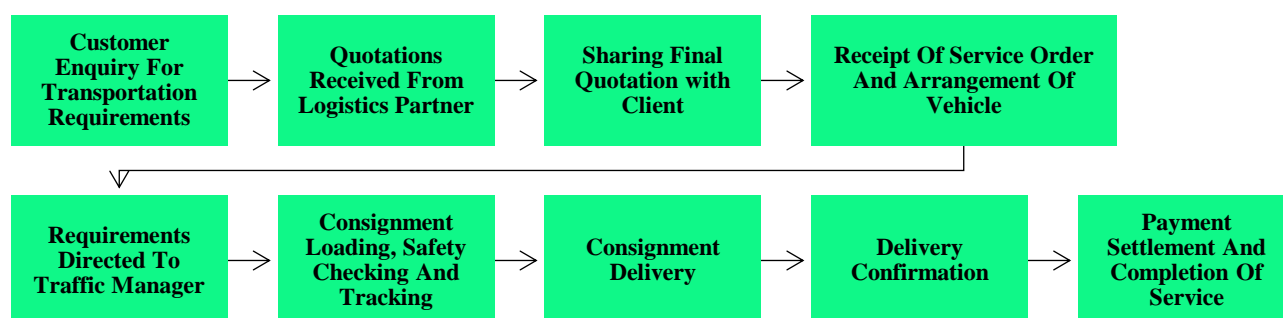 Customer
Enquiry For
Transportation
Requirements
Quotations
Received From
Logistics Partner
Sharing Final
Quotation with
Client
Receipt Of Service Order
And Arrangement Of
Vehicle
Requirements
Directed To
Traffic Manager
Consignment
Loading, Safety
Checking And
Tracking
Consignment
Delivery
Delivery
Confirmation
Payment
Settlement And
Completion Of
Service